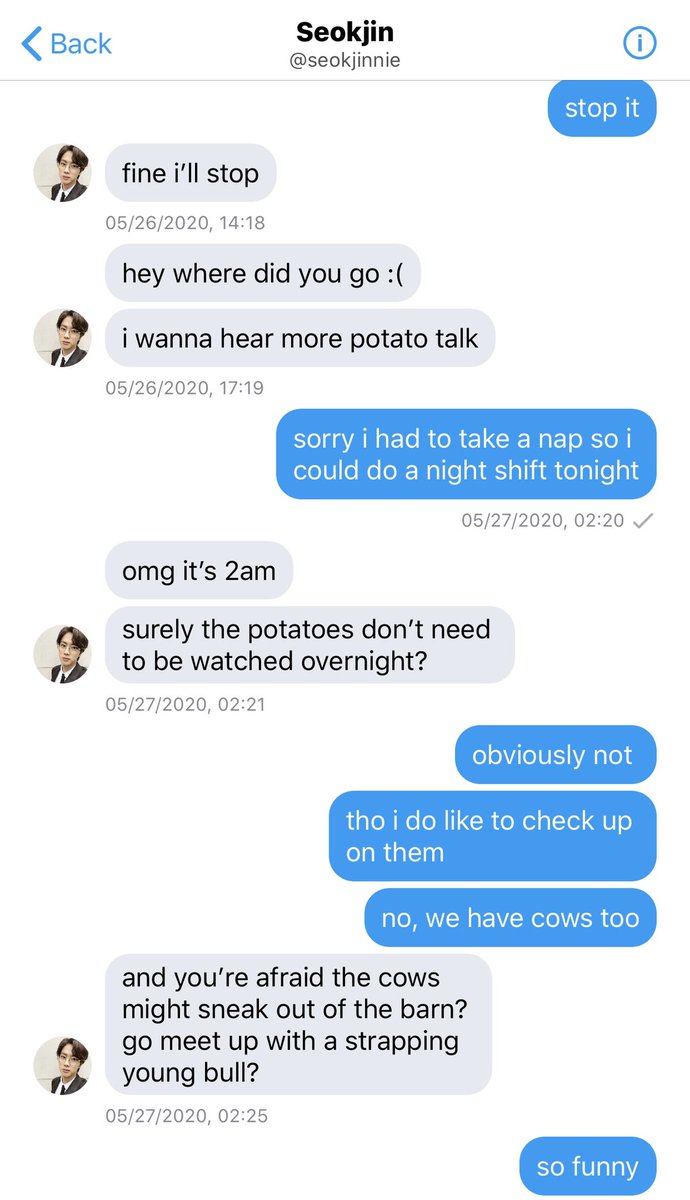 Back
Seokjin
@seokjinnie
stop it
fine i’ll stop
05/26/2020, 14:18
hey where did you go :(
i wanna hear more potato talk
05/26/2020, 17:19
sorry i had to take a nap so i
could do a night shift tonight
05/27/2020, 02:20
omg it’s 2am
surely the potatoes don’t need
to be watched overnight?
05/27/2020, 02:21
obviously not
tho i do like to check up
on them
no, we have cows too
and you’re afraid the cows
might sneak out of the barn?
go meet up with a strapping
young bull?
05/27/2020, 02:25
so funny